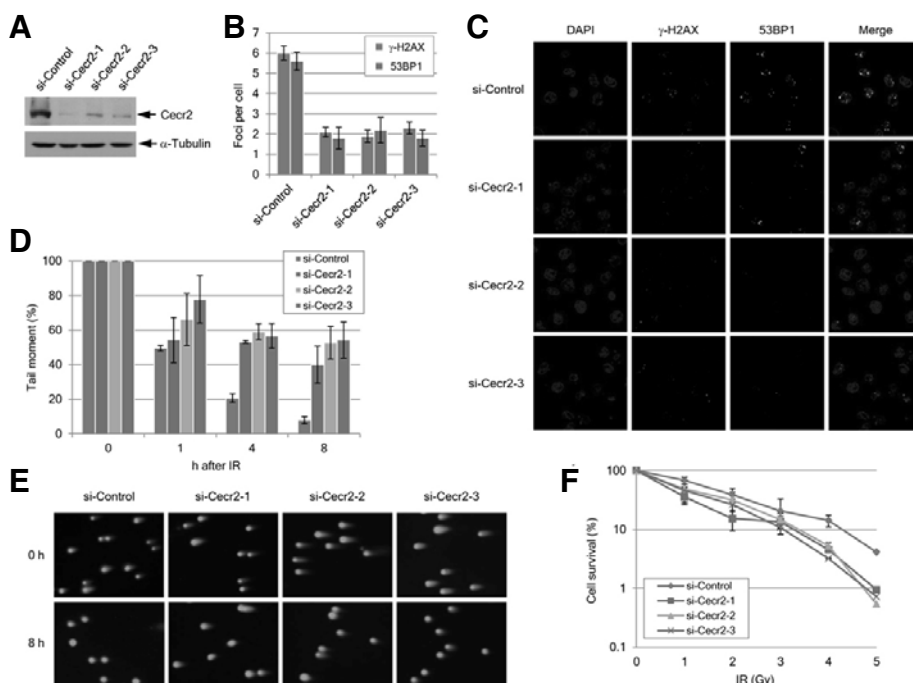 A
si-Control
si-Cecr2-1
si-Cecr2-2
si-Cecr2-3
Cecr2
α-Tubulin
B
7
6
5
4
3
2
1
0
Foci per cell
γ-H2AX
53BP1
si-Control
si-Cecr2-1
si-Cecr2-2
si-Cecr2-3
C
DAPI
γ-H2AX
53BP1
Merge
si-Control
si-Cecr2-1
si-Cecr2-2
si-Cecr2-3
D
100
80
60
40
20
0
Tail moment (%)
si-Control
si-Cecr2-1
si-Cecr2-2
si-Cecr2-3
0 1 4 8
h after IR
E
si-Control si-Cecr2-1 si-Cecr2-2 si-Cecr2-3
0 h
8 h
F
100
10
1
0.1
Cell survival (%)
si-Control
si-Cecr2-1
si-Cecr2-2
si-Cecr2-3
0 1 2 3 4 5
IR (Gy)